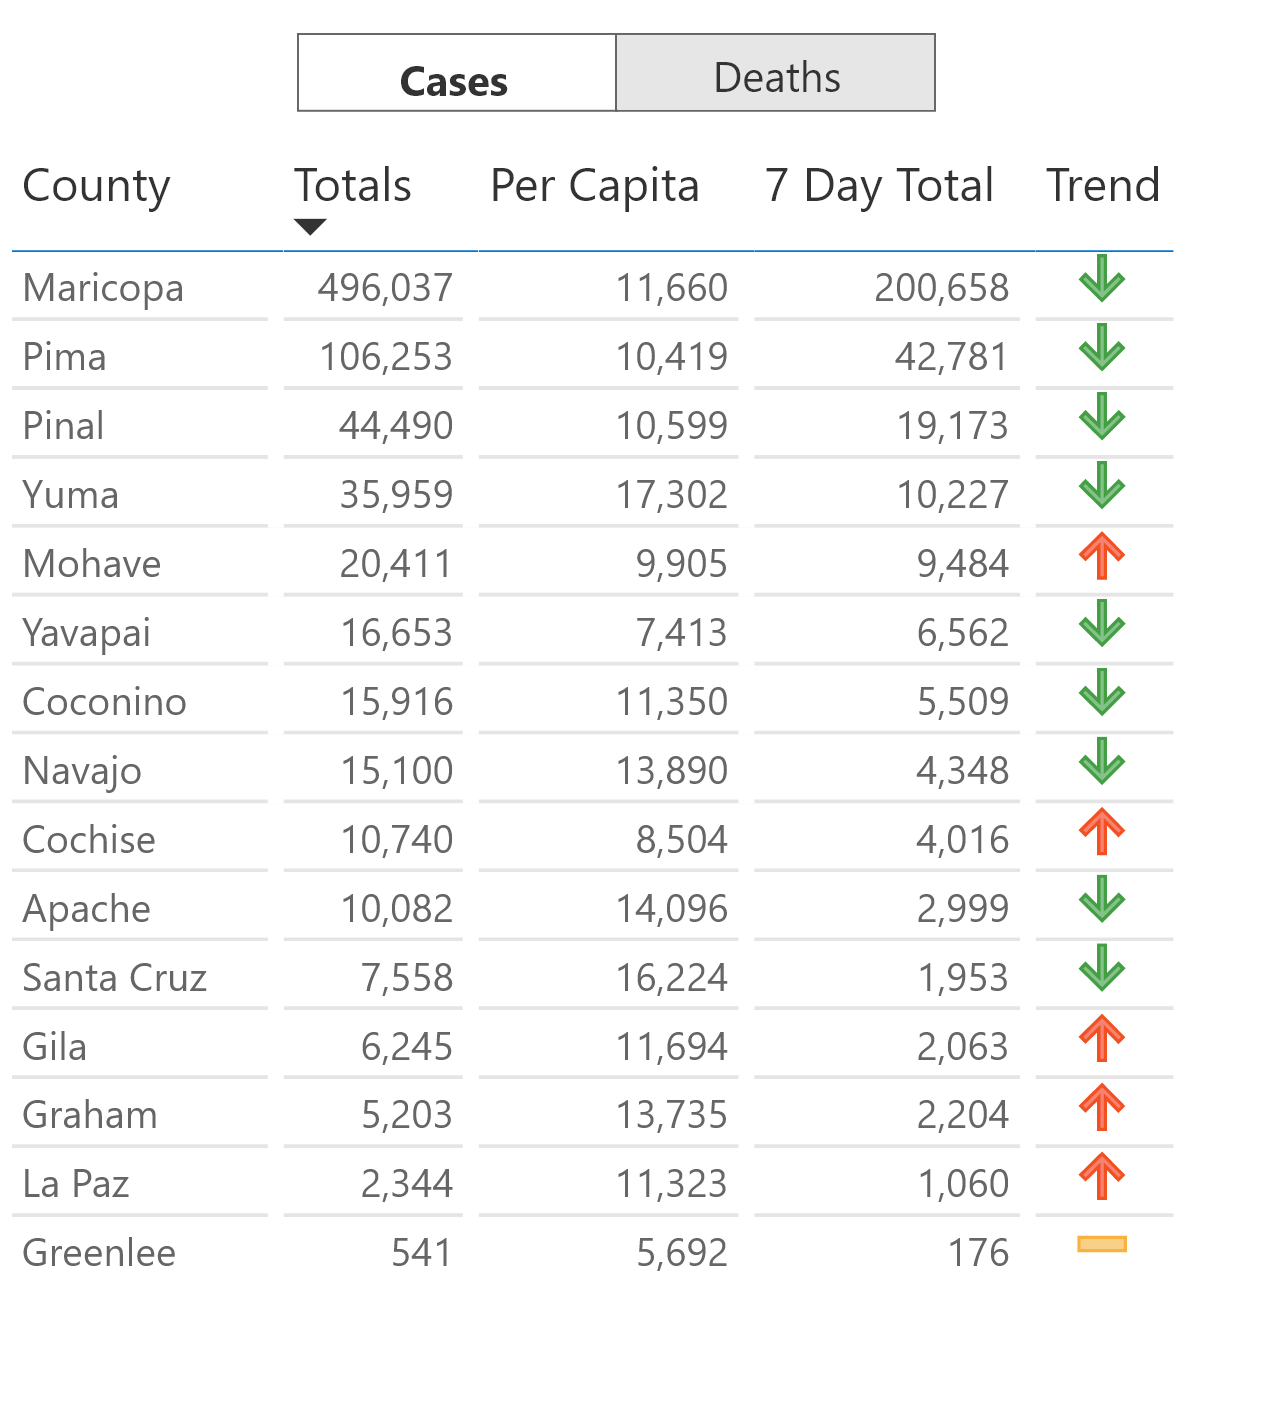 Cases Deaths
County Totals Per Capita 7 Day Total Trend
Maricopa 496,037 11,660 200,658
Pima 106,253 10,419 42,781
Pinal 44,490 10,599 19,173
Yuma 35,959 17,302 10,227
Mohave 20,411 9,905 9,484
Yavapai 16,653 7,413 6,562
Coconino 15,916 11,350 5,509
Navajo 15,100 13,890 4,348
Cochise 10,740 8,504 4,016
Apache 10,082 14,096 2,999
Santa Cruz 7,558 16,224 1,953
Gila 6,245 11,694 2,063
Graham 5,203 13,735 2,204
La Paz 2,344 11,323 1,060
Greenlee 541 5,692 176